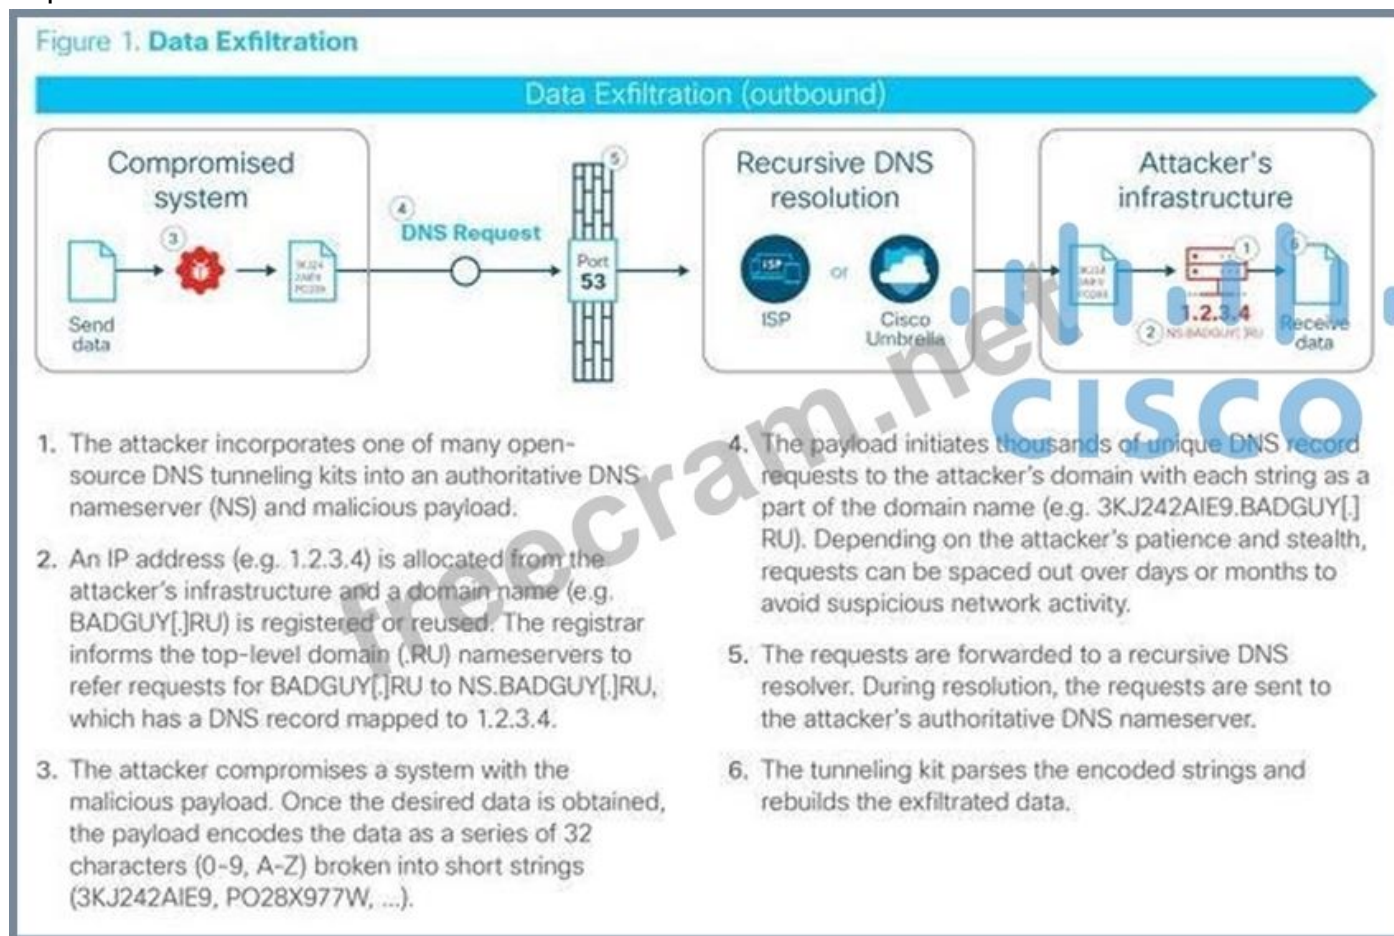 Figure 1. Data Exfiltration
Data Exfiltration (outbound)
Compromised
system
3
Send
data
4
DNS Request
5
Port
53
Recursive DNS
resolution
ISP
or
ISP
Cisco
Umbrella
Attacker's
infrastructure
1
6
1.2.3.4
2 NS.BADGUY[.]RU
Receive
data
CISCO
freecram.net
1. The attacker incorporates one of many open-
source DNS tunneling kits into an authoritative DNS
nameserver (NS) and malicious payload.
2. An IP address (e.g. 1.2.3.4) is allocated from the
attacker's infrastructure and a domain name (e.g.
BADGUY[.]RU) is registered or reused. The registrar
informs the top-level domain (.RU) nameservers to
refer requests for BADGUY[.]RU to NS.BADGUY[.]RU,
which has a DNS record mapped to 1.2.3.4.
3. The attacker compromises a system with the
malicious payload. Once the desired data is obtained,
the payload encodes the data as a series of 32
characters (0-9, A-Z) broken into short strings
(3KJ242AIE9, PO28X977W, ...).
4. The payload initiates thousands of unique DNS record
requests to the attacker's domain with each string as a
part of the domain name (e.g. 3KJ242AIE9.BADGUY[.]
RU). Depending on the attacker's patience and stealth,
requests can be spaced out over days or months to
avoid suspicious network activity.
5. The requests are forwarded to a recursive DNS
resolver. During resolution, the requests are sent to
the attacker's authoritative DNS nameserver.
6. The tunneling kit parses the encoded strings and
rebuilds the exfiltrated data.